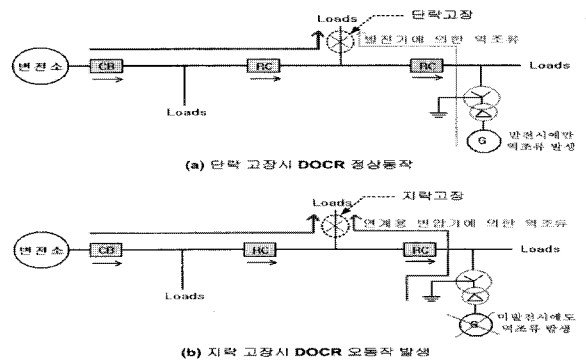 Loads
단락고장
발전기에 의한 역조류
변전소
CB
RC
RC
Loads
Loads
G
발전시에만
역조류 발생
(a) 단락 고장시 DOCR 정상동작
Loads
지락고장
연계용 변압기에 의한 역조류
변전소
CB
RC
RC
Loads
Loads
G
미발전시에도
역조류 발생
(b) 지락 고장시 DOCR 오동작 발생